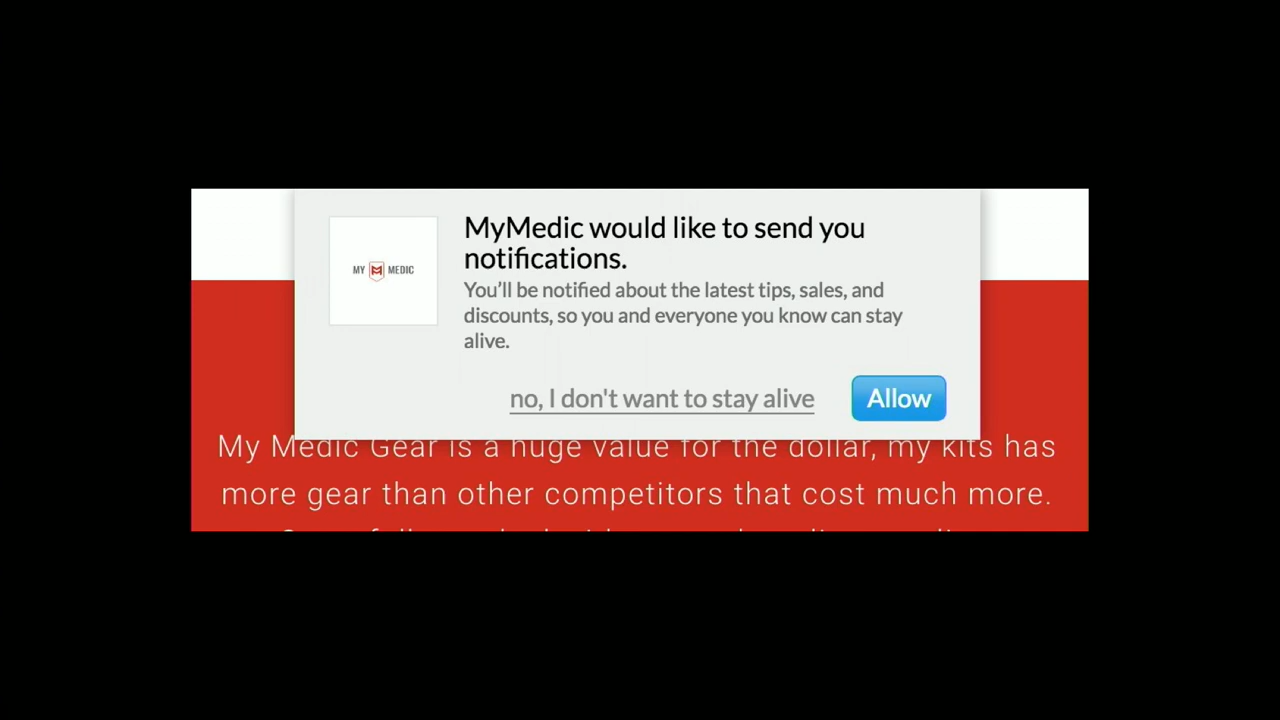 MyMedic would like to send you
notifications.
MY M MEDIC
You'll be notified about the latest tips, sales, and
discounts, so you and everyone you know can stay
alive.
no, I don't want to stay alive
Allow
My Medic Gear is a huge value for the dollar, my kits has
more gear than other competitors that cost much more.